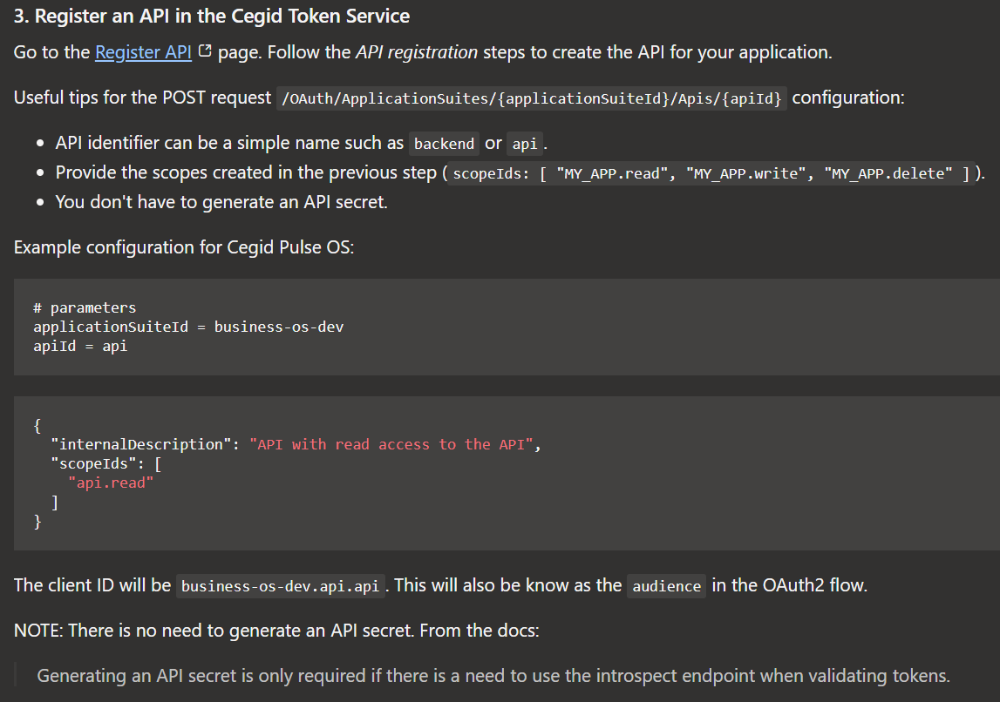 3. Register an API in the Cegid Token Service
Go to the Register API page. Follow the API registration steps to create the API for your application.
Useful tips for the POST request /OAuth/ApplicationSuites/{applicationSuiteId}/Apis/{apiId} configuration:
• API identifier can be a simple name such as backend or api.
• Provide the scopes created in the previous step (scopeIds: [ "MY_APP.read", "MY_APP.write", "MY_APP.delete" ]).
• You don't have to generate an API secret.
Example configuration for Cegid Pulse OS:
# parameters
applicationSuiteId = business-os-dev
apiId = api
{
  "internalDescription": "API with read access to the API",
  "scopeIds": [
    "api.read"
  ]
}
The client ID will be business-os-dev.api.api. This will also be know as the audience in the OAuth2 flow.
NOTE: There is no need to generate an API secret. From the docs:
Generating an API secret is only required if there is a need to use the introspect endpoint when validating tokens.